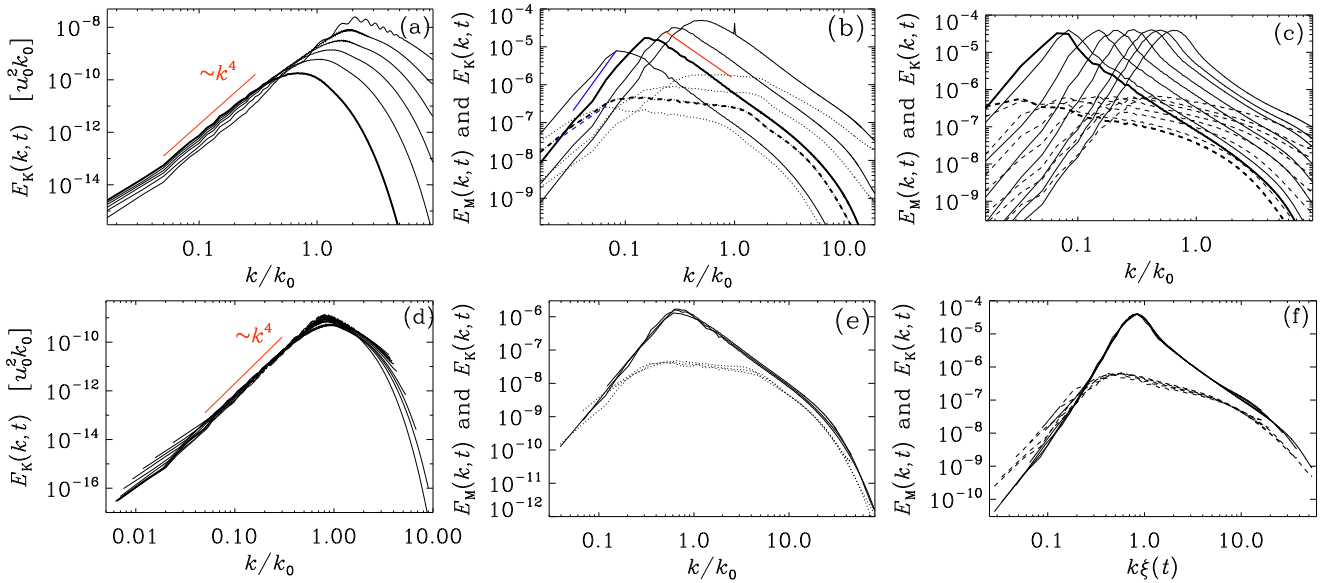 (a)
E_K(k,t) [u_0^2 k_0]
10^-8
10^-10
10^-12
10^-14
~k^4
0.1 1.0
k/k_0
(b)
E_M(k,t) and E_K(k,t)
10^-4
10^-5
10^-6
10^-7
10^-8
10^-9
0.1 1.0 10.0
k/k_0
(c)
E_M(k,t) and E_K(k,t)
10^-4
10^-5
10^-6
10^-7
10^-8
10^-9
0.1 1.0
k/k_0
(d)
E_K(k,t) [u_0^2 k_0]
10^-10
10^-12
10^-14
10^-16
~k^4
0.01 0.10 1.00 10.00
k/k_0
(e)
E_M(k,t) and E_K(k,t)
10^-6
10^-7
10^-8
10^-9
10^-10
10^-11
10^-12
0.1 1.0 10.0
k/k_0
(f)
E_M(k,t) and E_K(k,t)
10^-4
10^-5
10^-6
10^-7
10^-8
10^-9
10^-10
0.1 1.0 10.0
kξ(t)